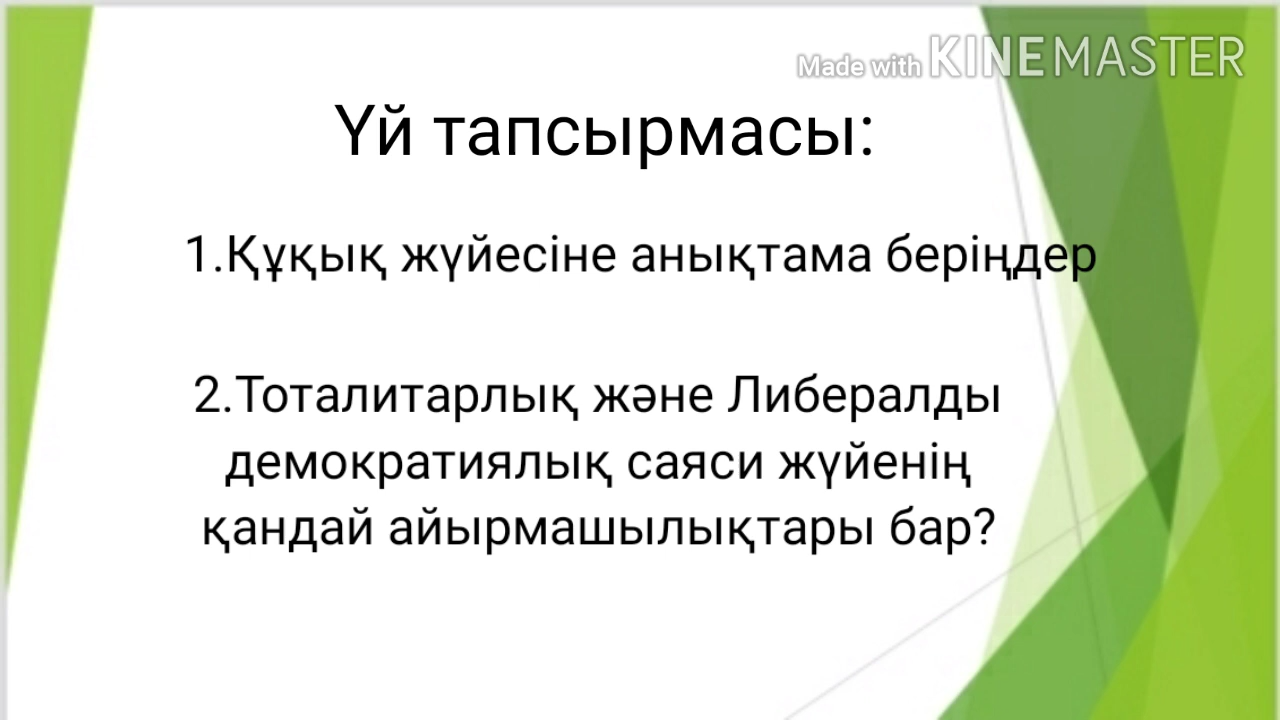 Made with KINEMASTER
Үй тапсырмасы:
1.Құқық жүйесіне анықтама беріңдер
2.Тоталитарлық және Либералды
демократиялық саяси жүйенің
қандай айырмашылықтары бар?